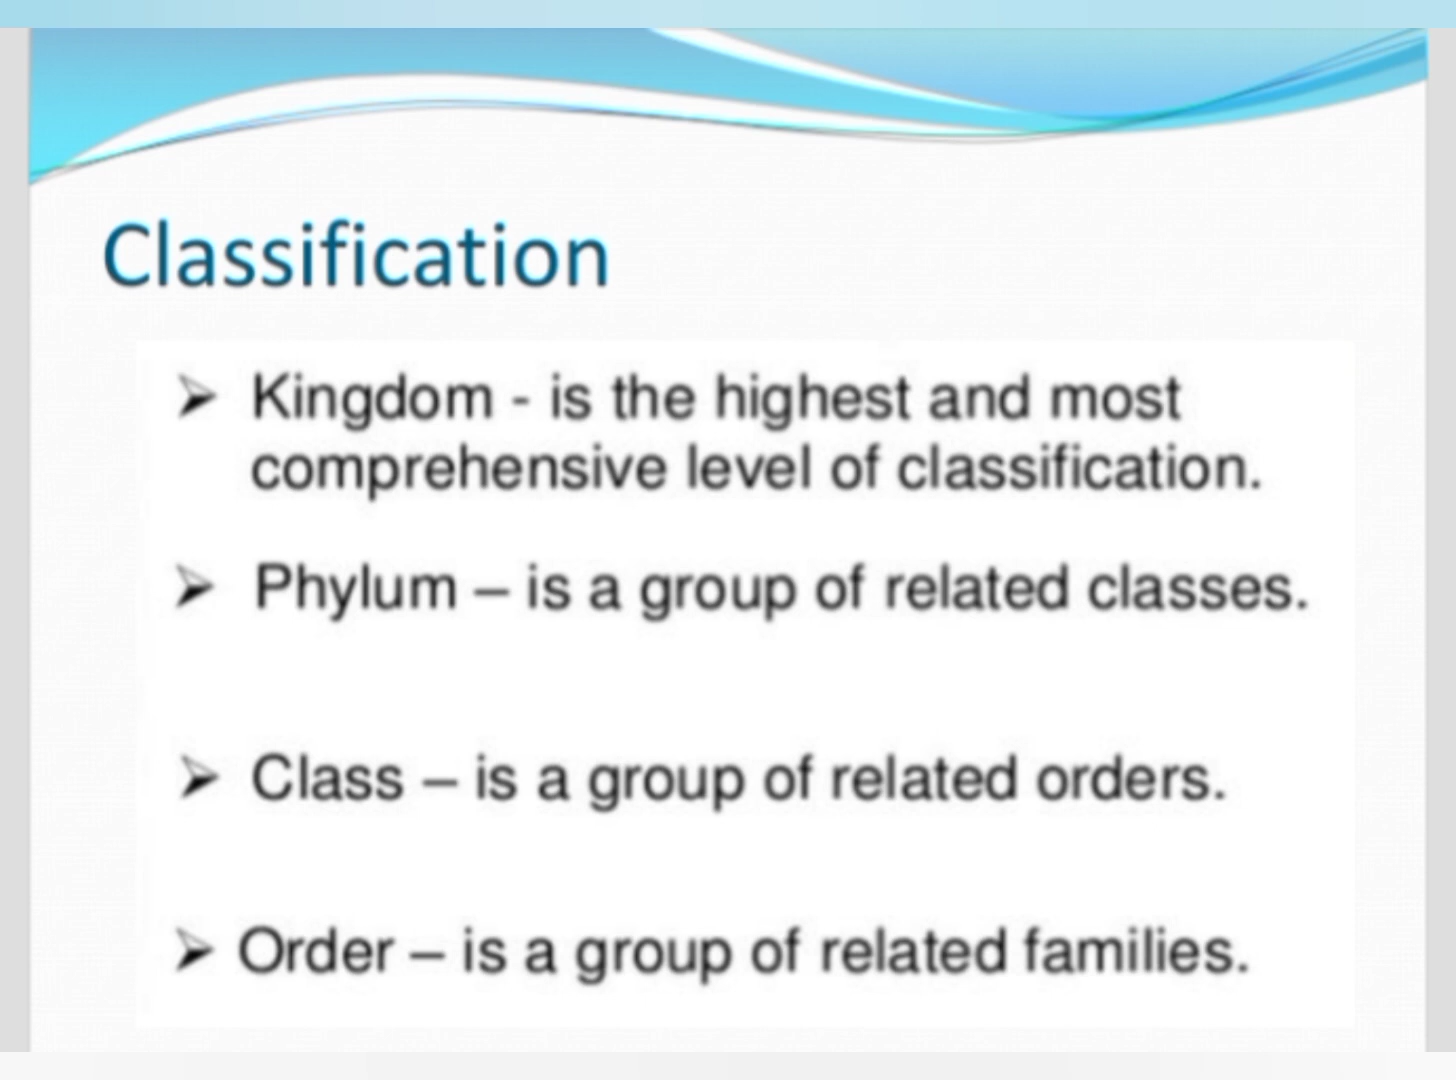 Classification
➢ Kingdom - is the highest and most
comprehensive level of classification.
➢ Phylum – is a group of related classes.
➢ Class – is a group of related orders.
➢ Order – is a group of related families.